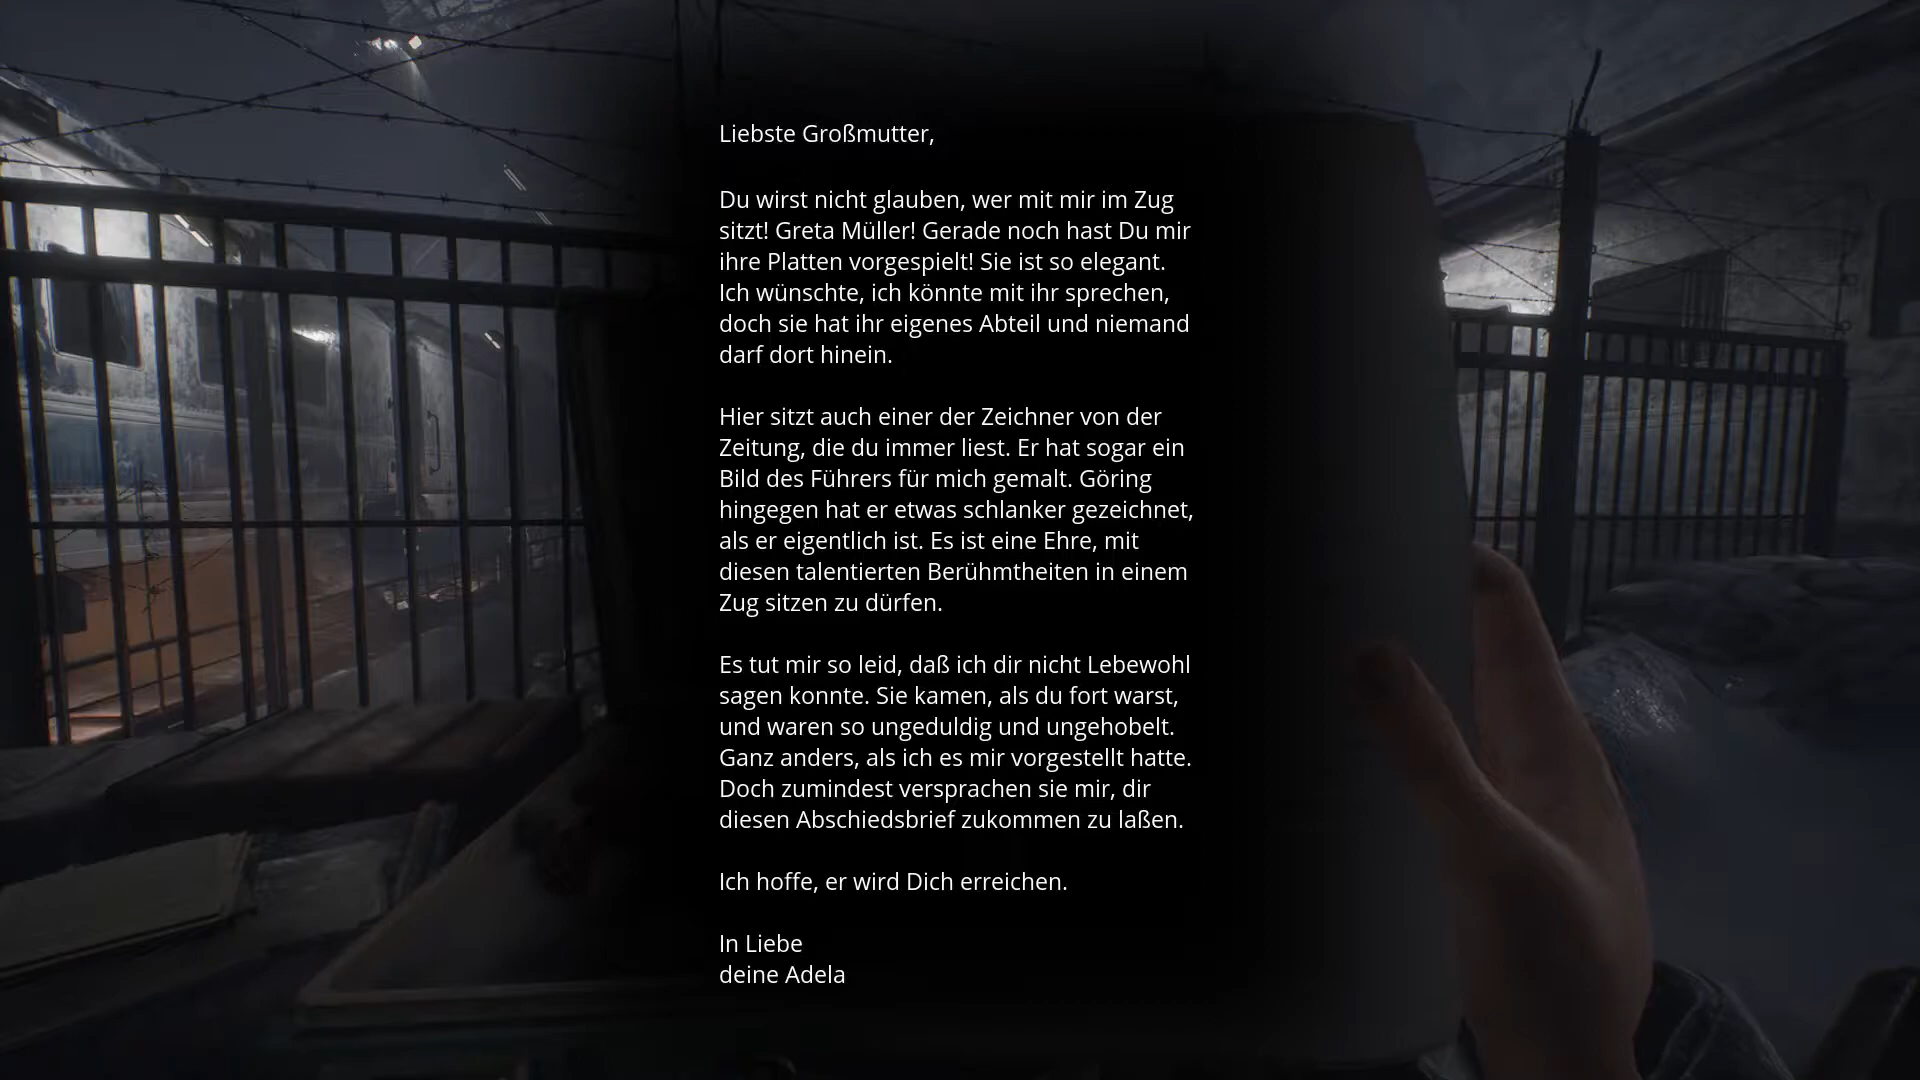 Liebste Großmutter,
Du wirst nicht glauben, wer mit mir im Zug
sitzt! Greta Müller! Gerade noch hast Du mir
ihre Platten vorgespielt! Sie ist so elegant.
Ich wünschte, ich könnte mit ihr sprechen,
doch sie hat ihr eigenes Abteil und niemand
darf dort hinein.
Hier sitzt auch einer der Zeichner von der
Zeitung, die du immer liest. Er hat sogar ein
Bild des Führers für mich gemalt. Göring
hingegen hat er etwas schlanker gezeichnet,
als er eigentlich ist. Es ist eine Ehre, mit
diesen talentierten Berühmtheiten in einem
Zug sitzen zu dürfen.
Es tut mir so leid, daß ich dir nicht Lebewohl
sagen konnte. Sie kamen, als du fort warst,
und waren so ungeduldig und ungehobelt.
Ganz anders, als ich es mir vorgestellt hatte.
Doch zumindest versprachen sie mir, dir
diesen Abschiedsbrief zukommen zu laßen.
Ich hoffe, er wird Dich erreichen.
In Liebe
deine Adela